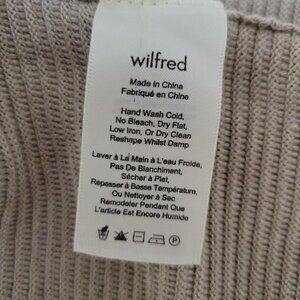 wilfred
Made in China
Fabriqué en Chine
Hand Wash Cold,
No Bleach, Dry Flat,
Low Iron, Or Dry Clean
Reshape Whilst Damp
Laver à La Main à L'eau Froide,
Pas De Blanchiment,
Sécher à Plat,
Repasser à Basse Température,
Ou Nettoyer à Sec
Remodeler Pendant Que
L'article Est Encore Humide